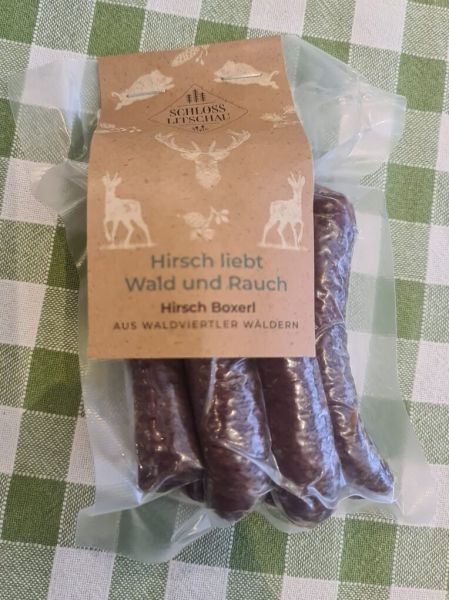 SCHLOSS
LITSCHAU
Hirsch liebt
Wald und Rauch
Hirsch Boxerl
AUS WALDVIERTLER WÄLDERN